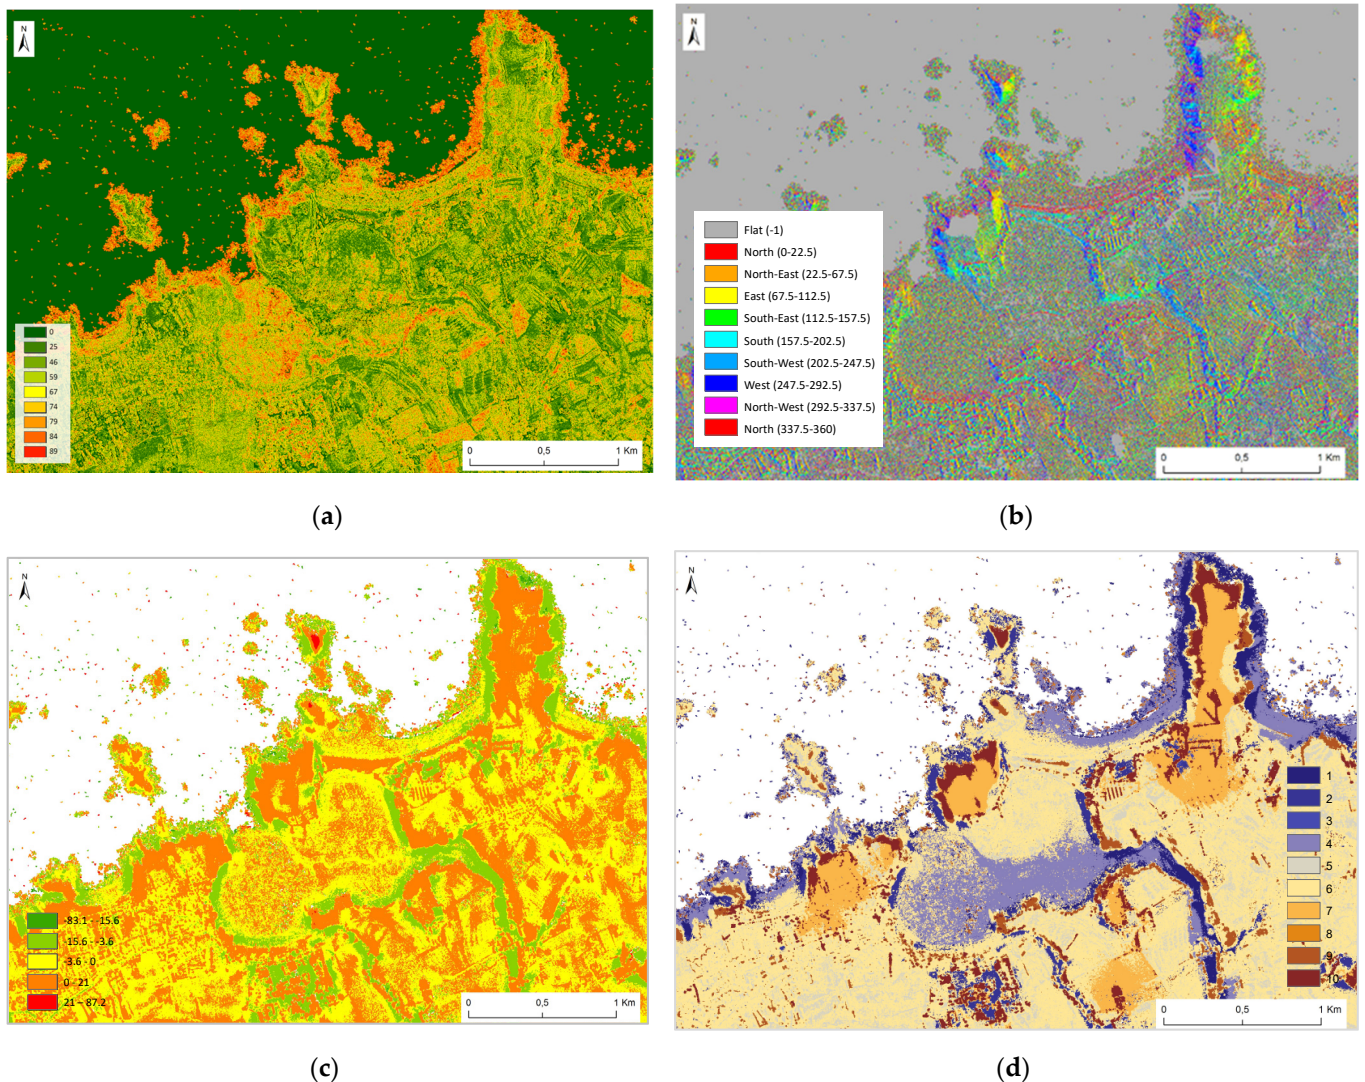 N
0
25
46
59
67
74
79
84
89
0 0,5 1 Km
(a)
N
Flat (-1)
North (0-22.5)
North-East (22.5-67.5)
East (67.5-112.5)
South-East (112.5-157.5)
South (157.5-202.5)
South-West (202.5-247.5)
West (247.5-292.5)
North-West (292.5-337.5)
North (337.5-360)
0 0,5 1 Km
(b)
N
-83.1 - -15.6
-15.6 - -3.6
-3.6 - 0
0 - 21
21 – 87.2
0 0,5 1 Km
(c)
N
1
2
3
4
5
6
7
8
9
10
0 0,5 1 Km
(d)